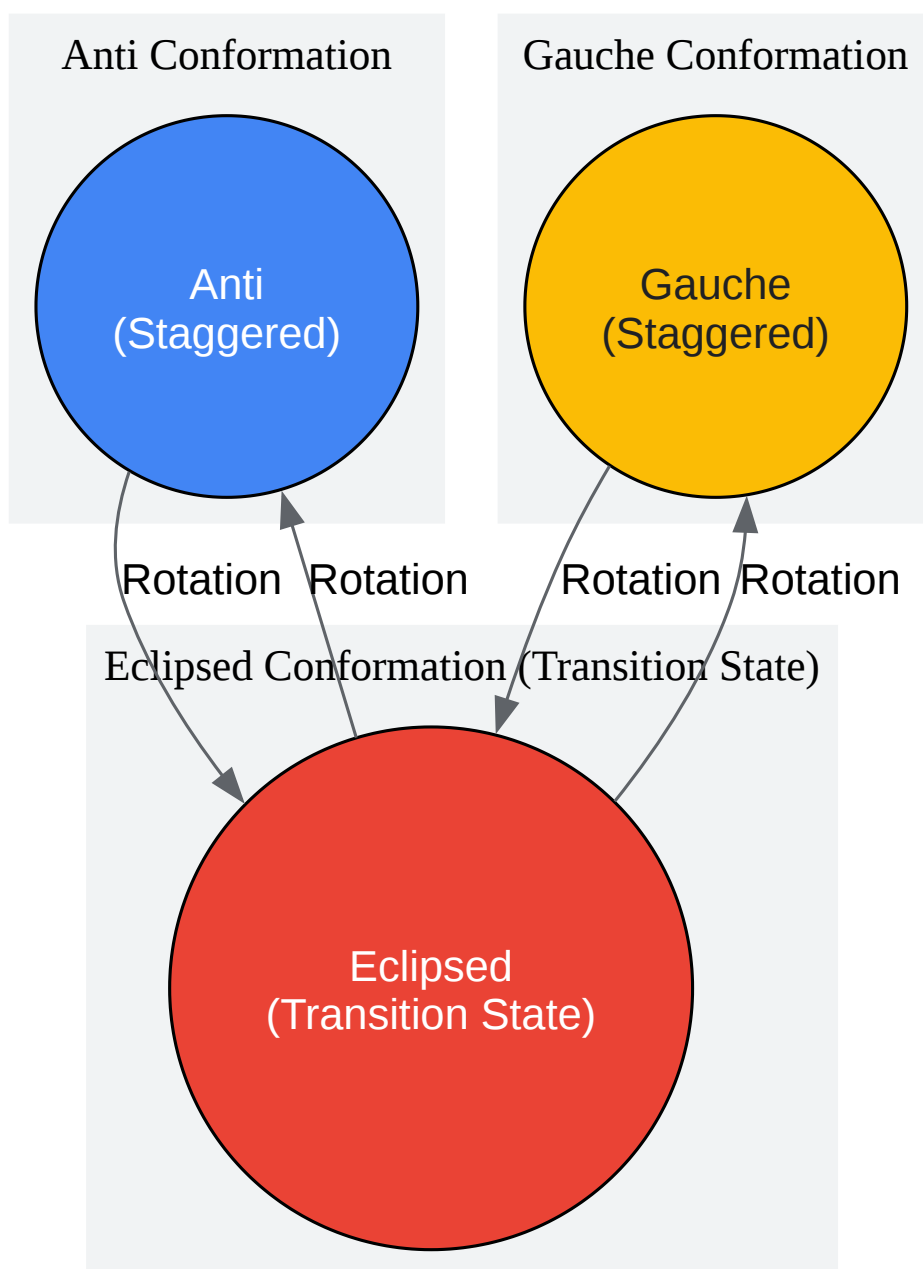 Anti Conformation
Gauche Conformation
Anti
(Staggered)
Gauche
(Staggered)
Rotation
Rotation
Rotation
Rotation
Eclipsed Conformation (Transition State)
Eclipsed
(Transition State)